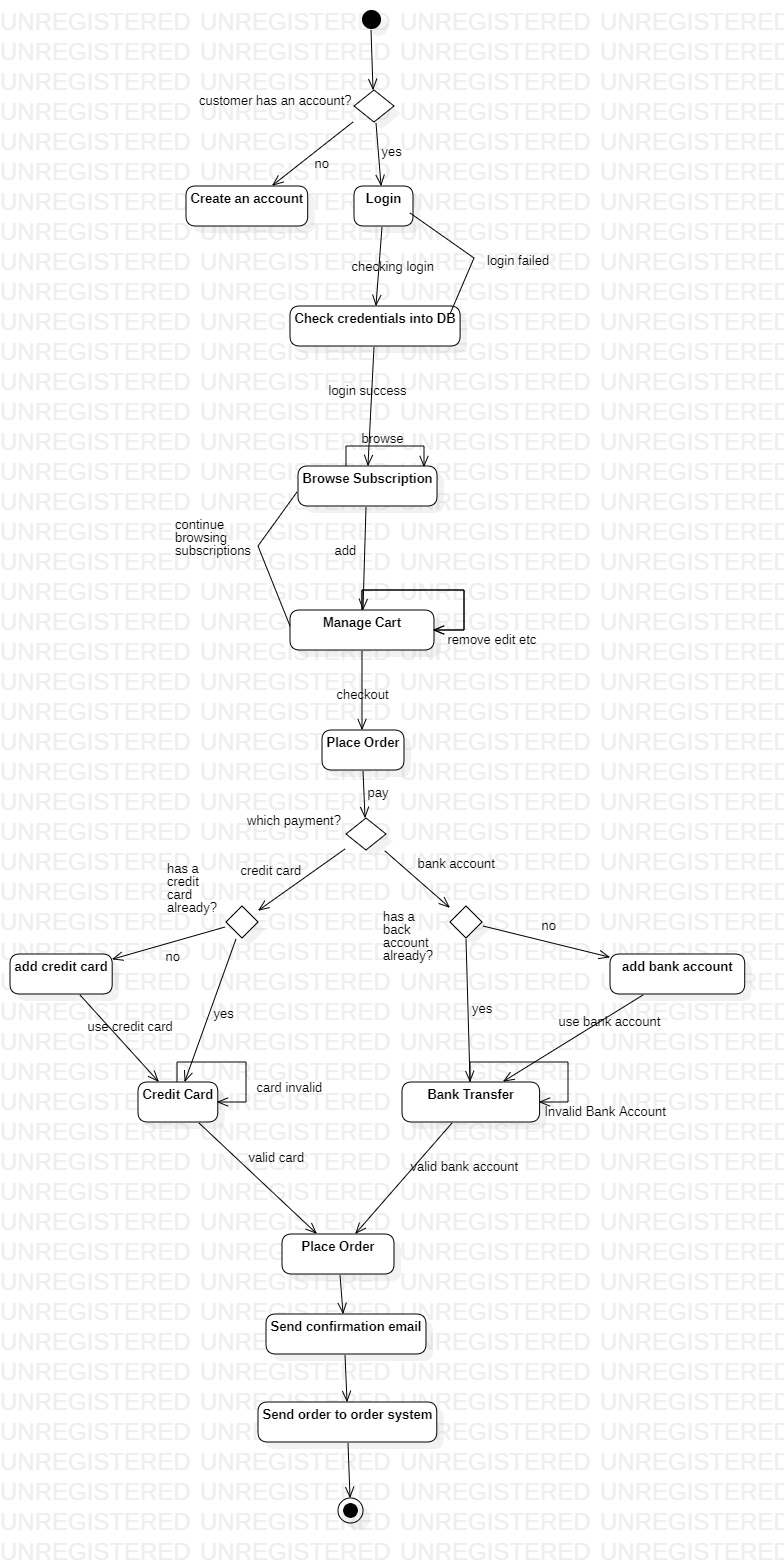 customer has an account?
no
yes
Create an account
Login
checking login
login failed
Check credentials into DB
login success
browse
Browse Subscription
continue
browsing
subscriptions
add
Manage Cart
remove edit etc
checkout
Place Order
pay
which payment?
credit card
bank account
has a
credit
card
already?
has a
back
account
already?
no
no
add credit card
add bank account
use credit card
yes
yes
use bank account
Credit Card
card invalid
Bank Transfer
Invalid Bank Account
valid card
valid bank account
Place Order
Send confirmation email
Send order to order system
UNREGISTERED